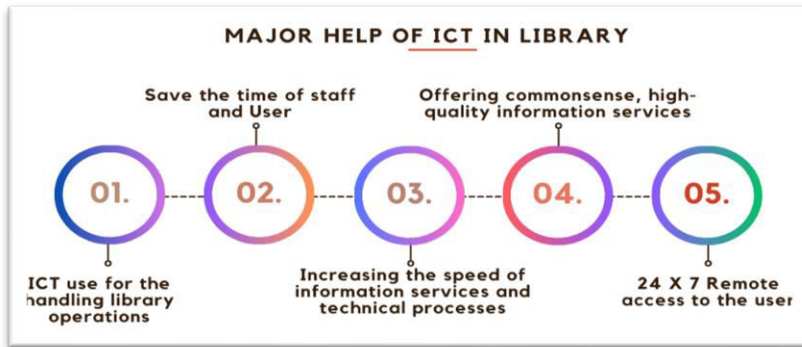 MAJOR HELP OF ICT IN LIBRARY
01.
ICT use for the
handling library
operations
02.
Save the time of staff
and User
03.
Increasing the speed of
information services and
technical processes
04.
Offering commonsense, high-
quality information services
05.
24 X 7 Remote
access to the user